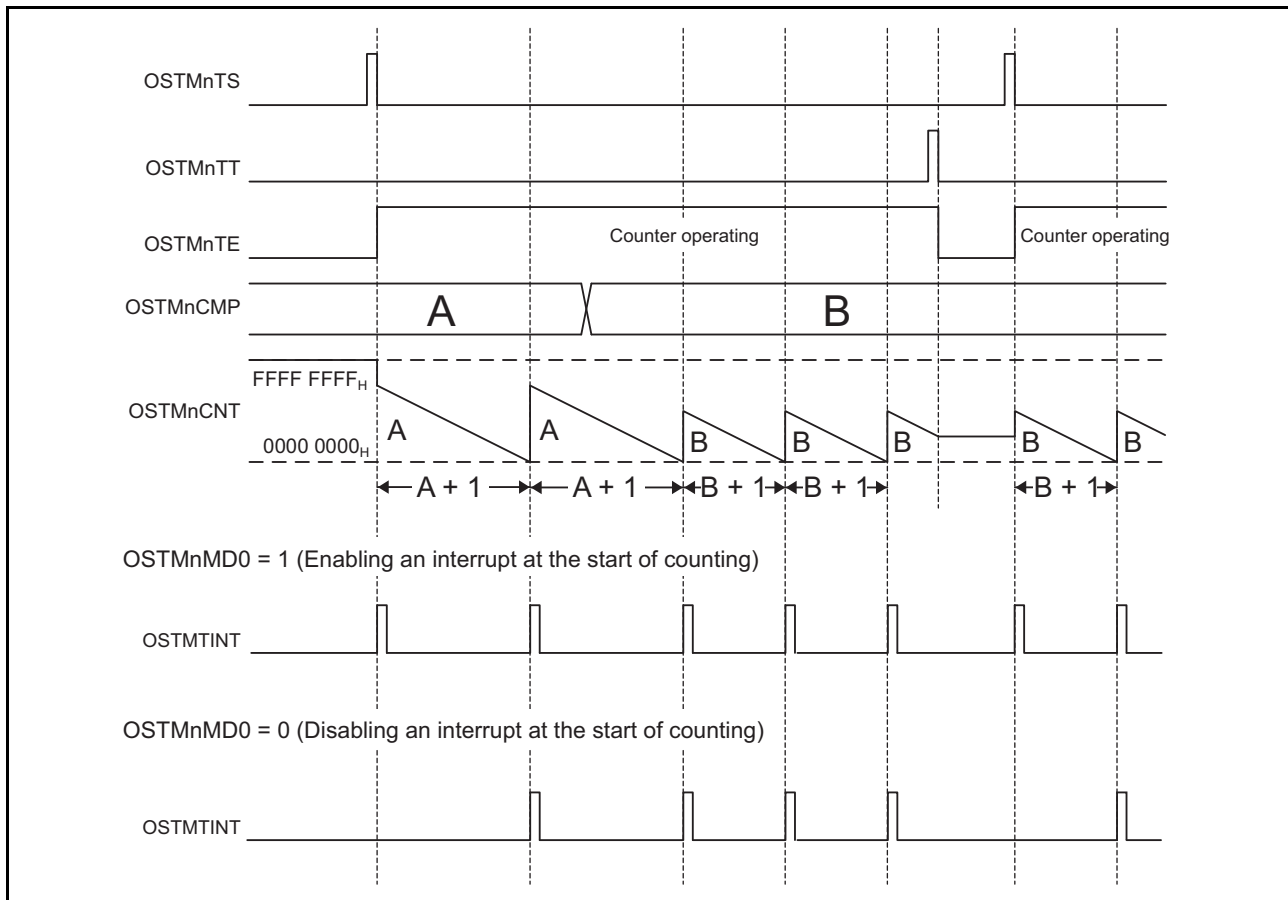 OSTMnTS
OSTMnTT
OSTMnTE
Counter operating
Counter operating
OSTMnCMP
A
B
FFFF FFFFH
OSTMnCNT
0000 0000H
A
A
B
B
B
B
B
A + 1
A + 1
B + 1
B + 1
B + 1
OSTMnMD0 = 1 (Enabling an interrupt at the start of counting)
OSTMTINT
OSTMnMD0 = 0 (Disabling an interrupt at the start of counting)
OSTMTINT